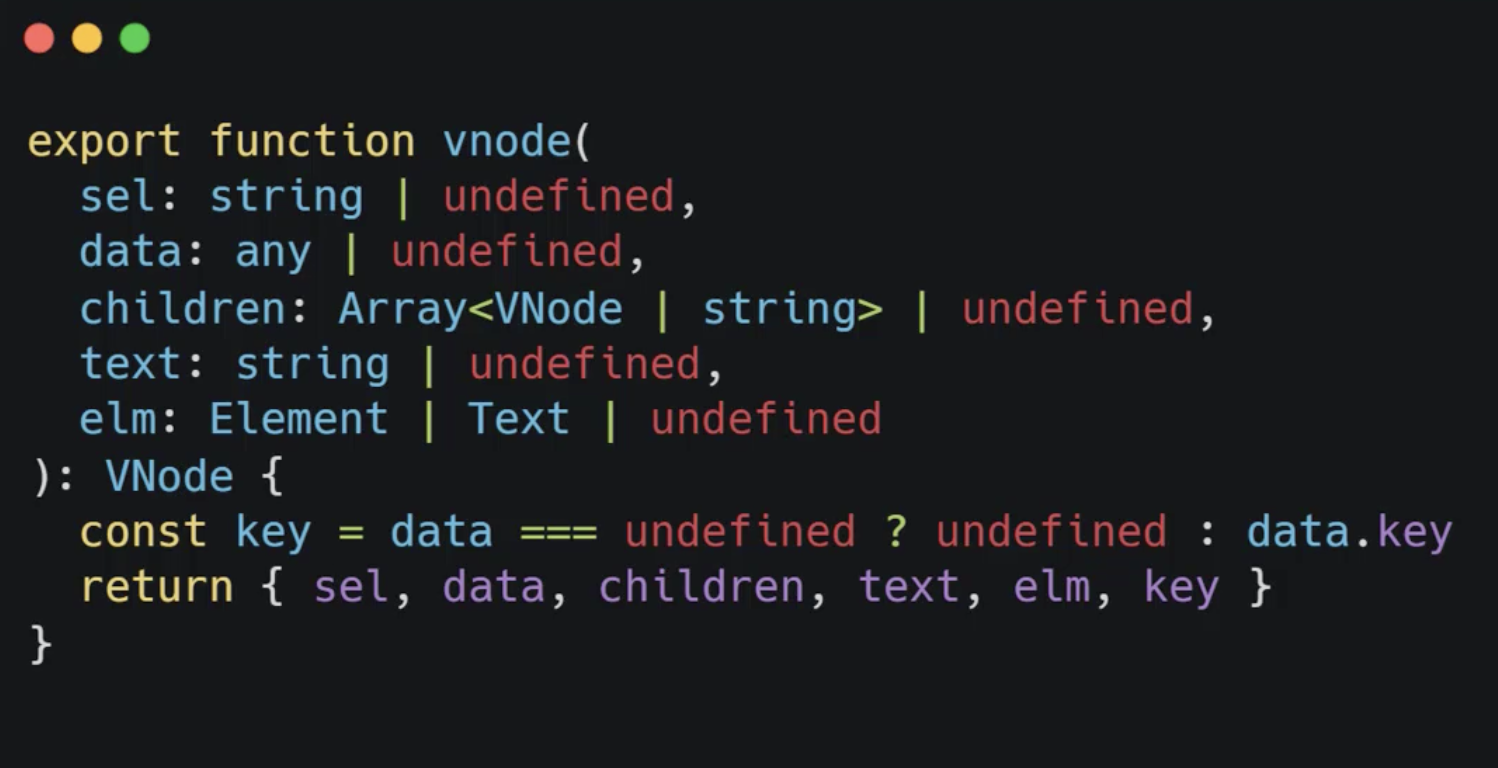 export function vnode(
  sel: string | undefined,
  data: any | undefined,
  children: Array<VNode | string> | undefined,
  text: string | undefined,
  elm: Element | Text | undefined
): VNode {
  const key = data === undefined ? undefined : data.key
  return { sel, data, children, text, elm, key }
}